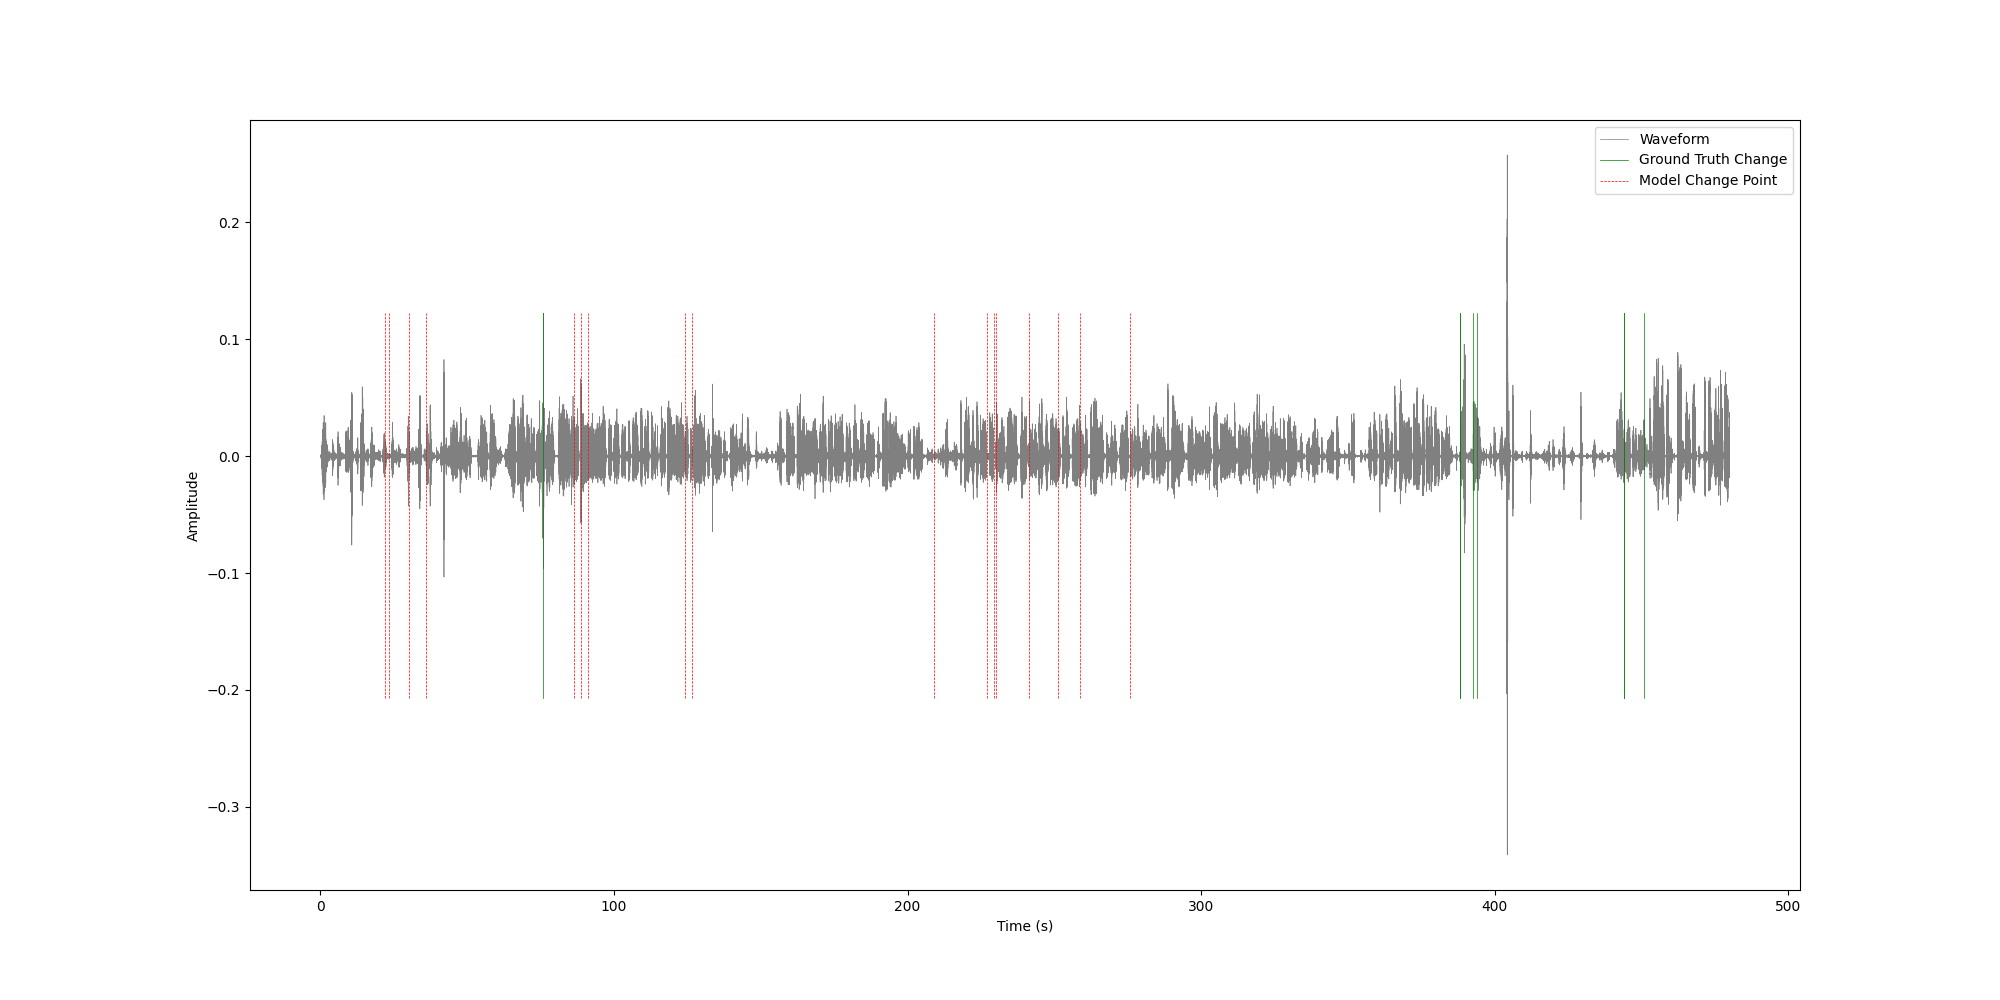 Waveform
Ground Truth Change
Model Change Point
0.2
0.1
0.0
−0.1
−0.2
−0.3
Amplitude
0 100 200 300 400 500
Time (s)